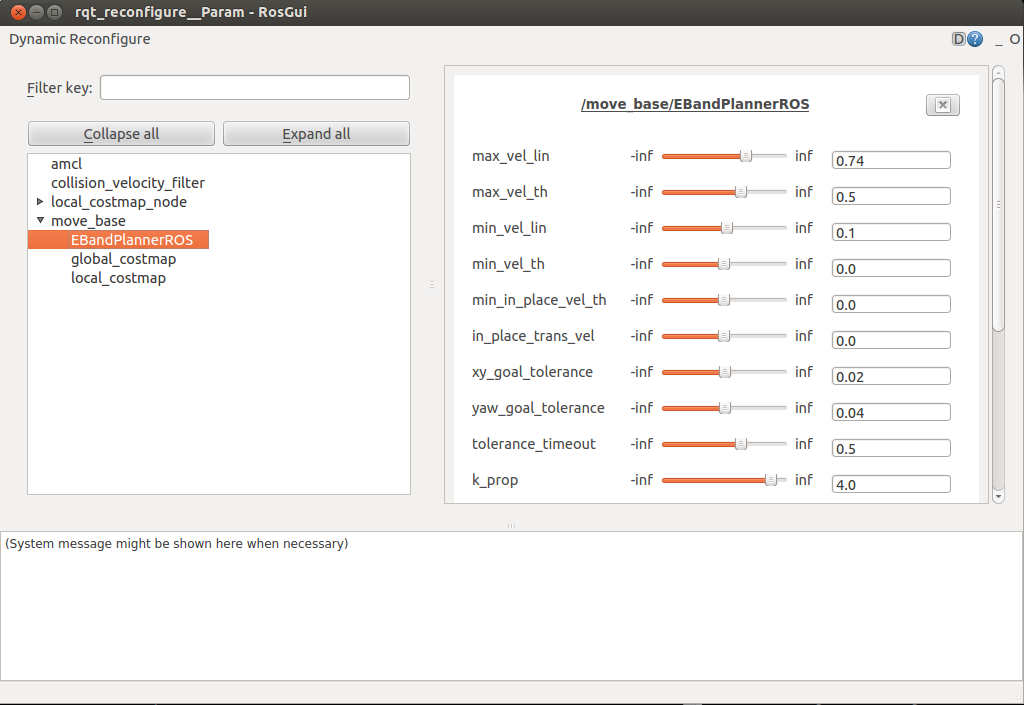 rqt_reconfigure__Param - RosGui
Dynamic Reconfigure
D ? _ O
Filter key:
Collapse all Expand all
amcl
collision_velocity_filter
local_costmap_node
move_base
EBandPlannerROS
global_costmap
local_costmap
/move_base/EBandPlannerROS
max_vel_lin -inf inf 0.74
max_vel_th -inf inf 0.5
min_vel_lin -inf inf 0.1
min_vel_th -inf inf 0.0
min_in_place_vel_th -inf inf 0.0
in_place_trans_vel -inf inf 0.0
xy_goal_tolerance -inf inf 0.02
yaw_goal_tolerance -inf inf 0.04
tolerance_timeout -inf inf 0.5
k_prop -inf inf 4.0
(System message might be shown here when necessary)